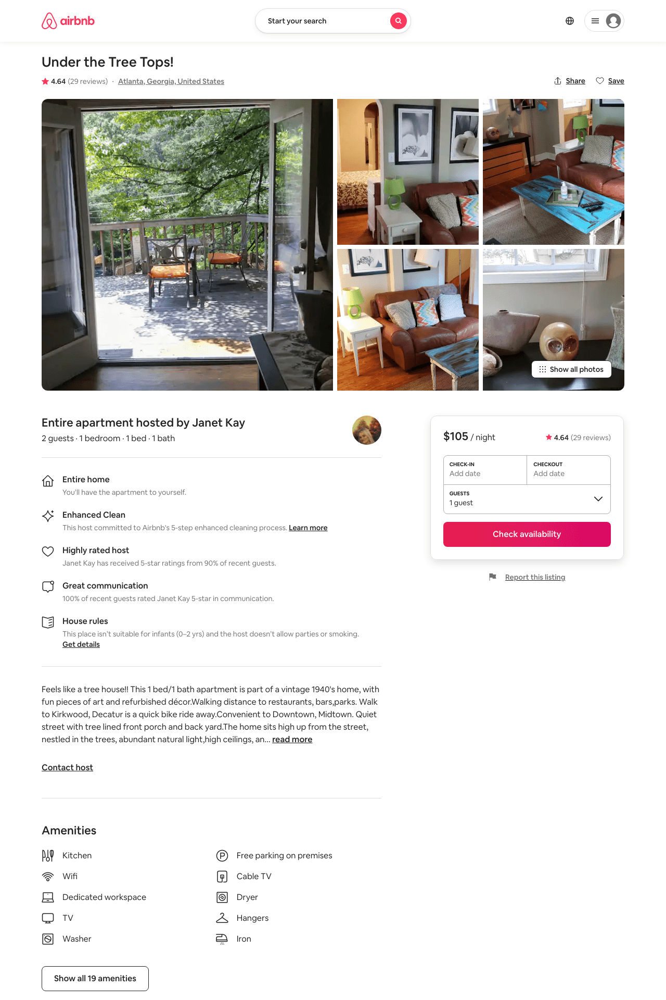 airbnb
Start your search
Under the Tree Tops!
4.64 (29 reviews) · Atlanta, Georgia, United States
Share
Save
Show all photos
Entire apartment hosted by Janet Kay
2 guests · 1 bedroom · 1 bed · 1 bath
Entire home
You’ll have the apartment to yourself.
Enhanced Clean
This host committed to Airbnb's 5-step enhanced cleaning process. Learn more
Highly rated host
Janet Kay has received 5-star ratings from 90% of recent guests.
Great communication
100% of recent guests rated Janet Kay 5-star in communication.
House rules
This place isn’t suitable for infants (0–2 yrs) and the host doesn’t allow parties or smoking.
Get details
Feels like a tree house!! This 1 bed/1 bath apartment is part of a vintage 1940's home, with
fun pieces of art and refurbished décor.Walking distance to restaurants, bars,parks. Walk
to Kirkwood, Decatur is a quick bike ride away.Convenient to Downtown, Midtown. Quiet
street with tree lined front porch and back yard.The home sits high up from the street,
nestled in the trees, abundant natural light,high ceilings, an... read more
Contact host
Amenities
Kitchen
Free parking on premises
Wifi
Cable TV
Dedicated workspace
Dryer
TV
Hangers
Washer
Iron
Show all 19 amenities
$105 / night
4.64 (29 reviews)
CHECK-IN
Add date
CHECKOUT
Add date
GUESTS
1 guest
Check availability
Report this listing